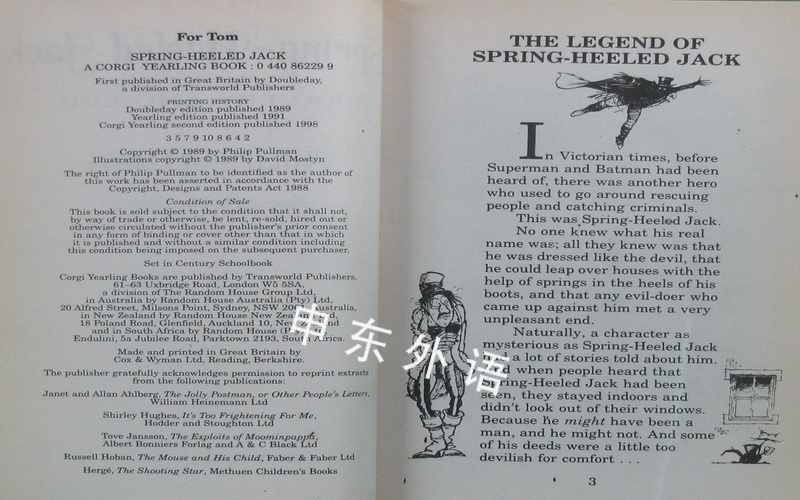 For Tom
SPRING-HEELED JACK
A CORGI YEARLING BOOK : 0 440 86229 9
First published in Great Britain by Doubleday,
a division of Transworld Publishers
PRINTING HISTORY
Doubleday edition published 1989
Yearling edition published 1991
Corgi Yearling second edition published 1998
3 5 7 9 10 8 6 4 2
Copyright © 1989 by Philip Pullman
Illustrations copyright © 1989 by David Mostyn
The right of Philip Pullman to be identified as the author of
this work has been asserted in accordance with the
Copyright, Designs and Patents Act 1988
Condition of Sale
This book is sold subject to the condition that it shall not,
by way of trade or otherwise, be lent, re-sold, hired out or
otherwise circulated without the publisher's prior consent
in any form of binding or cover other than that in which
it is published and without a similar condition including
this condition being imposed on the subsequent purchaser.
Set in Century Schoolbook
Corgi Yearling Books are published by Transworld Publishers,
61–63 Uxbridge Road, London W5 5SA,
a division of The Random House Group Ltd,
in Australia by Random House Australia (Pty) Ltd,
20 Alfred Street, Milsons Point, Sydney, NSW Australia,
in New Zealand by Random House New Zealand Ltd,
18 Poland Road, Glenfield, Auckland 10, New Zealand
and in South Africa by Random House (Pty) Ltd,
Endulini, 5a Jubilee Road, Parktown 2193, South Africa.
Made and printed in Great Britain by
Cox & Wyman Ltd, Reading, Berkshire.
The publisher gratefully acknowledges permission to reprint extracts
from the following publications:
Janet and Allan Ahlberg, The Jolly Postman, or Other People's Letters,
William Heinemann Ltd
Shirley Hughes, It's Too Frightening For Me,
Hodder and Stoughton Ltd
Tove Jansson, The Exploits of Moominpappa,
Albert Bonniers Forlag and A & C Black Ltd
Russell Hoban, The Mouse and His Child, Faber & Faber Ltd
Hergé, The Shooting Star, Methuen Children's Books
THE LEGEND OF
SPRING-HEELED JACK
In Victorian times, before
Superman and Batman had been
heard of, there was another hero
who used to go around rescuing
people and catching criminals.
This was Spring-Heeled Jack.
No one knew what his real
name was; all they knew was that
he was dressed like the devil, that
he could leap over houses with the
help of springs in the heels of his
boots, and that any evil-doer who
came up against him met a very
unpleasant end.
Naturally, a character as
mysterious as Spring-Heeled Jack
a lot of stories told about him.
And when people heard that
Spring-Heeled Jack had been
seen, they stayed indoors and
didn't look out of their windows.
Because he might have been a
man, and he might not. And some
of his deeds were a little too
devilish for comfort . . .
3
申东外语